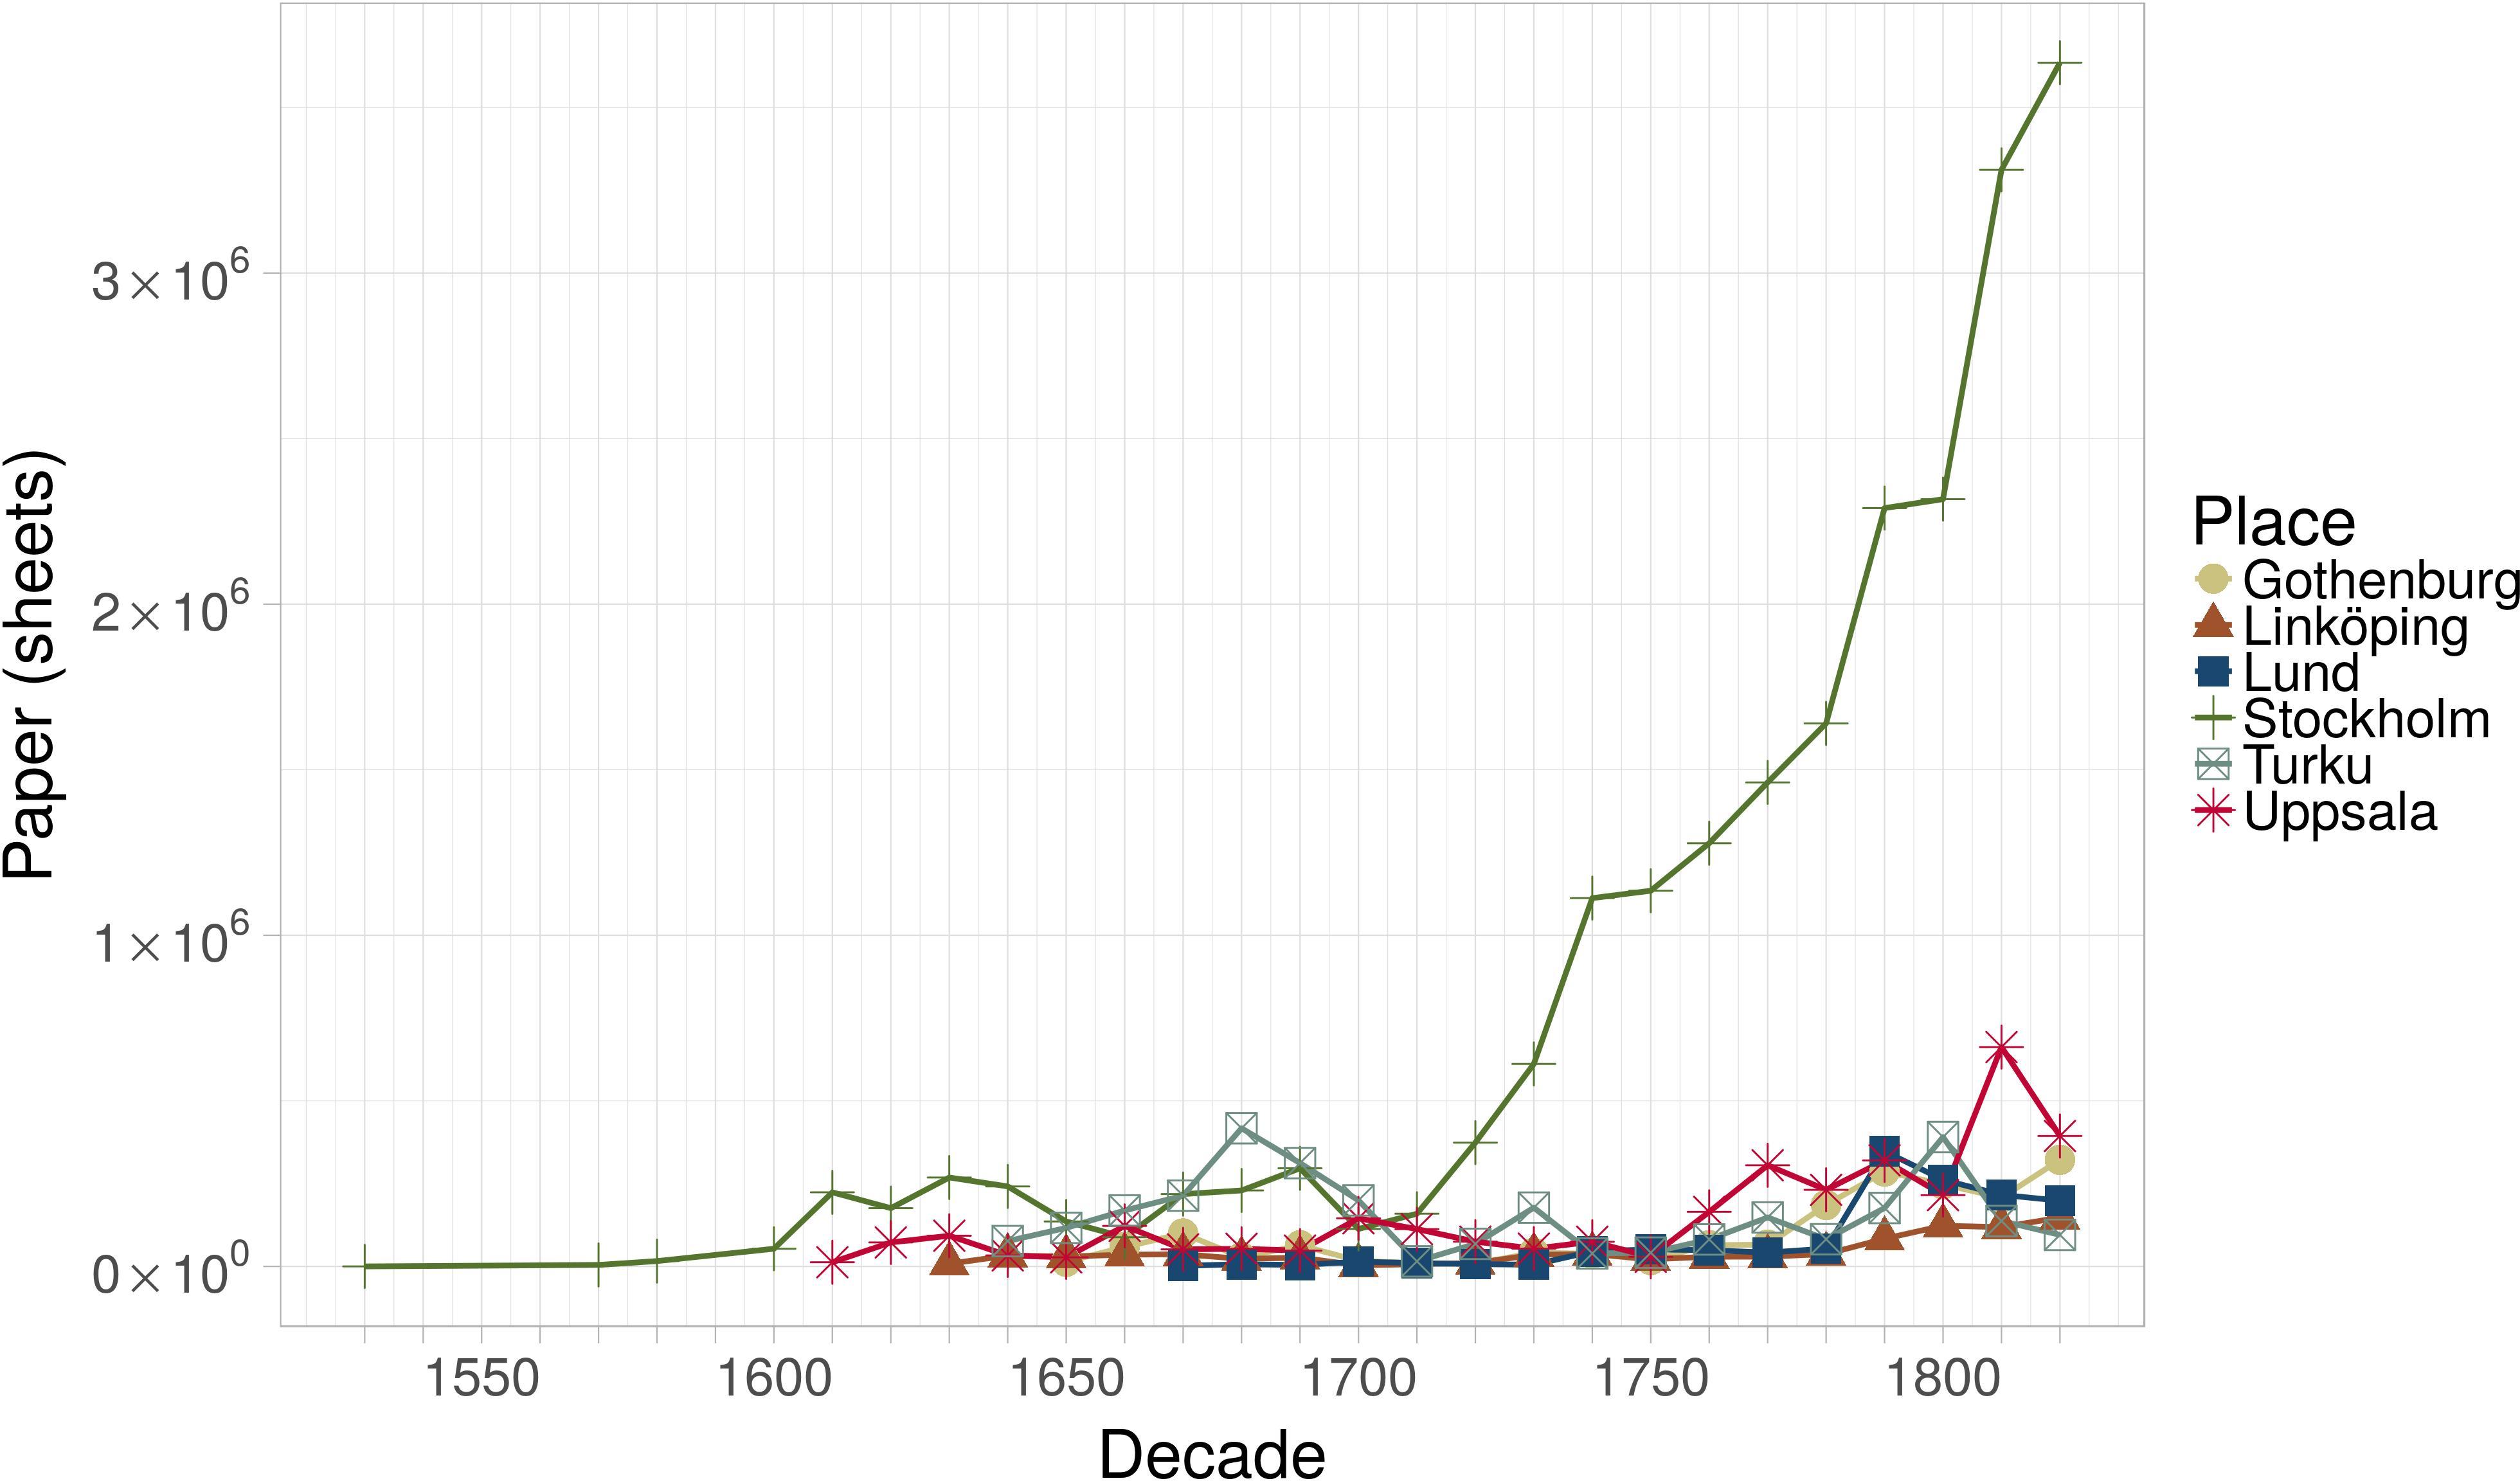 Paper (sheets)
3×10⁶
2×10⁶
1×10⁶
0×10⁰
1550 1600 1650 1700 1750 1800
Decade
Place
Gothenburg
Linköping
Lund
Stockholm
Turku
Uppsala